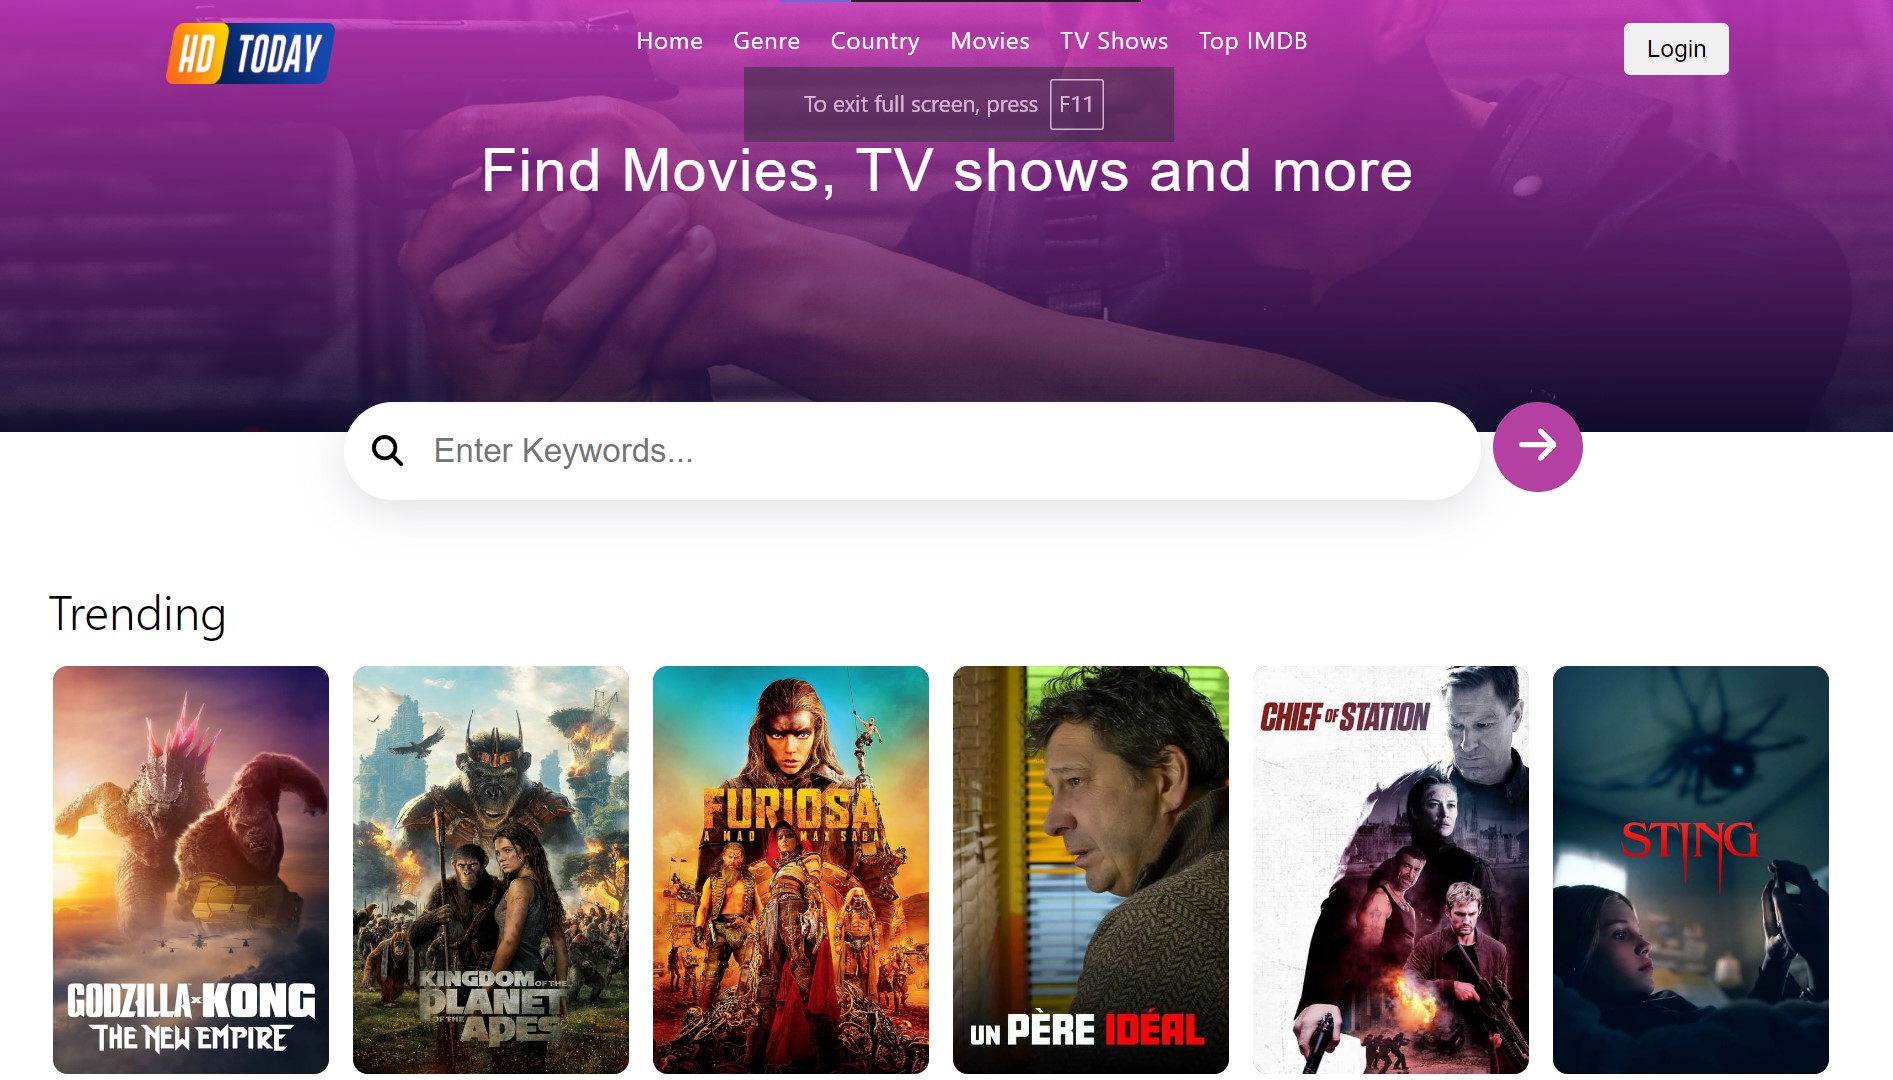 HD TODAY
Home Genre Country Movies TV Shows Top IMDB
Login
To exit full screen, press F11
Find Movies, TV shows and more
Enter Keywords...
Trending
GODZILLA x KONG
THE NEW EMPIRE
KINGDOM OF THE
PLANET
OF THE APES
FURIOSA
A MAD MAX SAGA
UN PÈRE IDÉAL
CHIEF OF STATION
STING